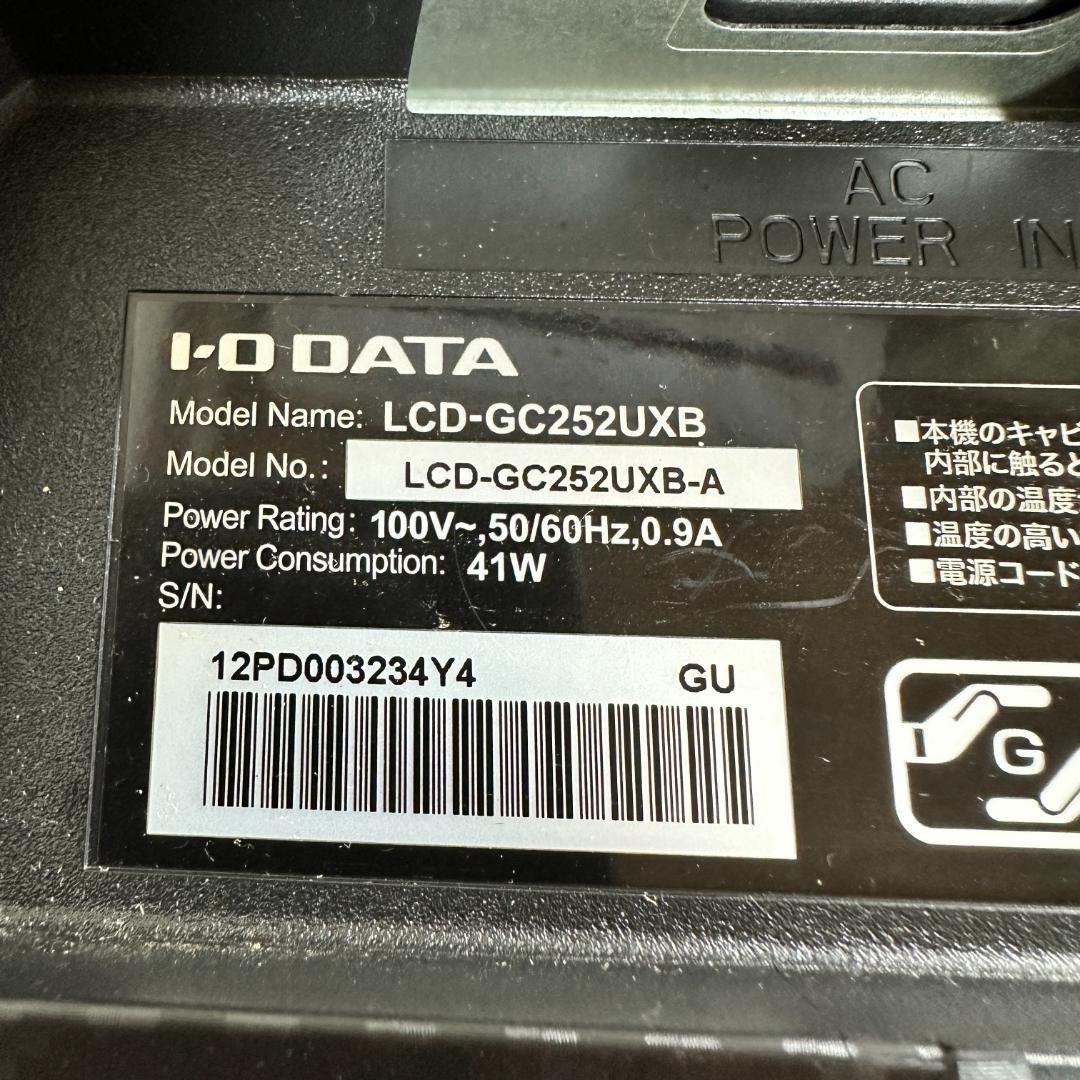 AC
POWER IN
I-O DATA
Model Name: LCD-GC252UXB
Model No.: LCD-GC252UXB-A
Power Rating: 100V~,50/60Hz,0.9A
Power Consumption: 41W
S/N:
12PD003234Y4 GU
■本機のキャビ
内部に触ると
■内部の温度
■温度の高い
■電源コード
G